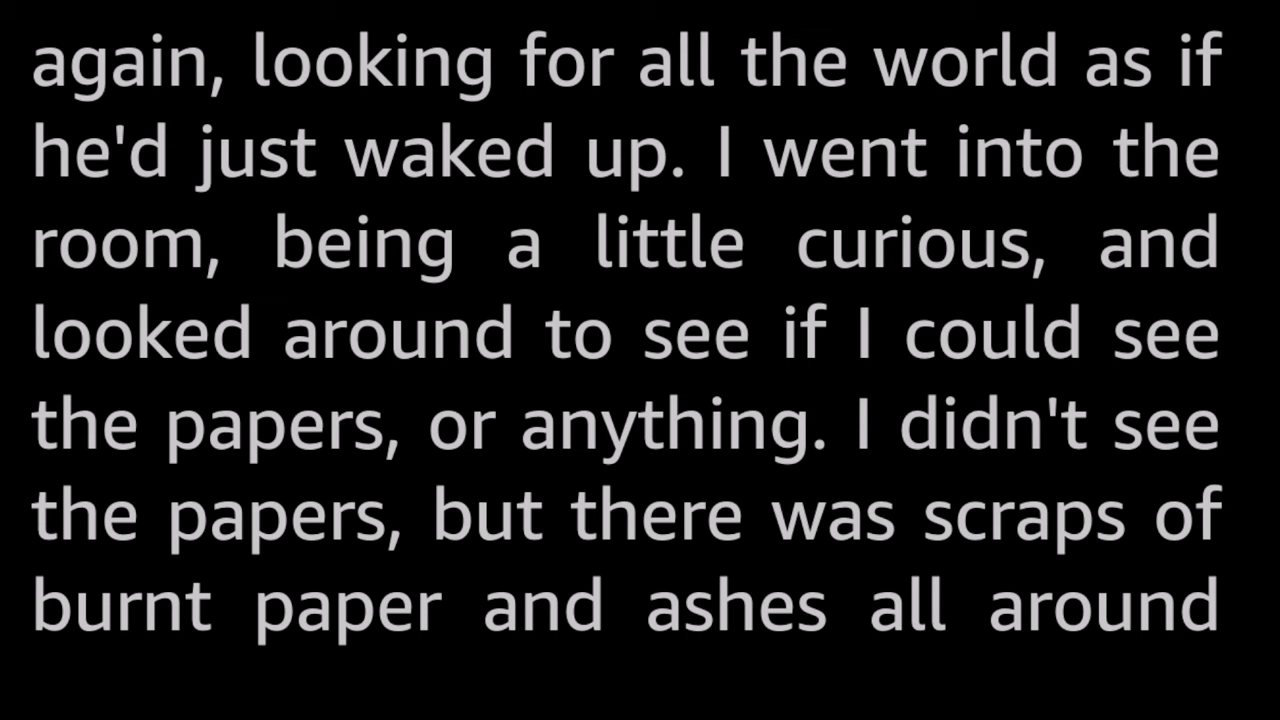 again, looking for all the world as if
he'd just waked up. I went into the
room, being a little curious, and
looked around to see if I could see
the papers, or anything. I didn't see
the papers, but there was scraps of
burnt paper and ashes all around